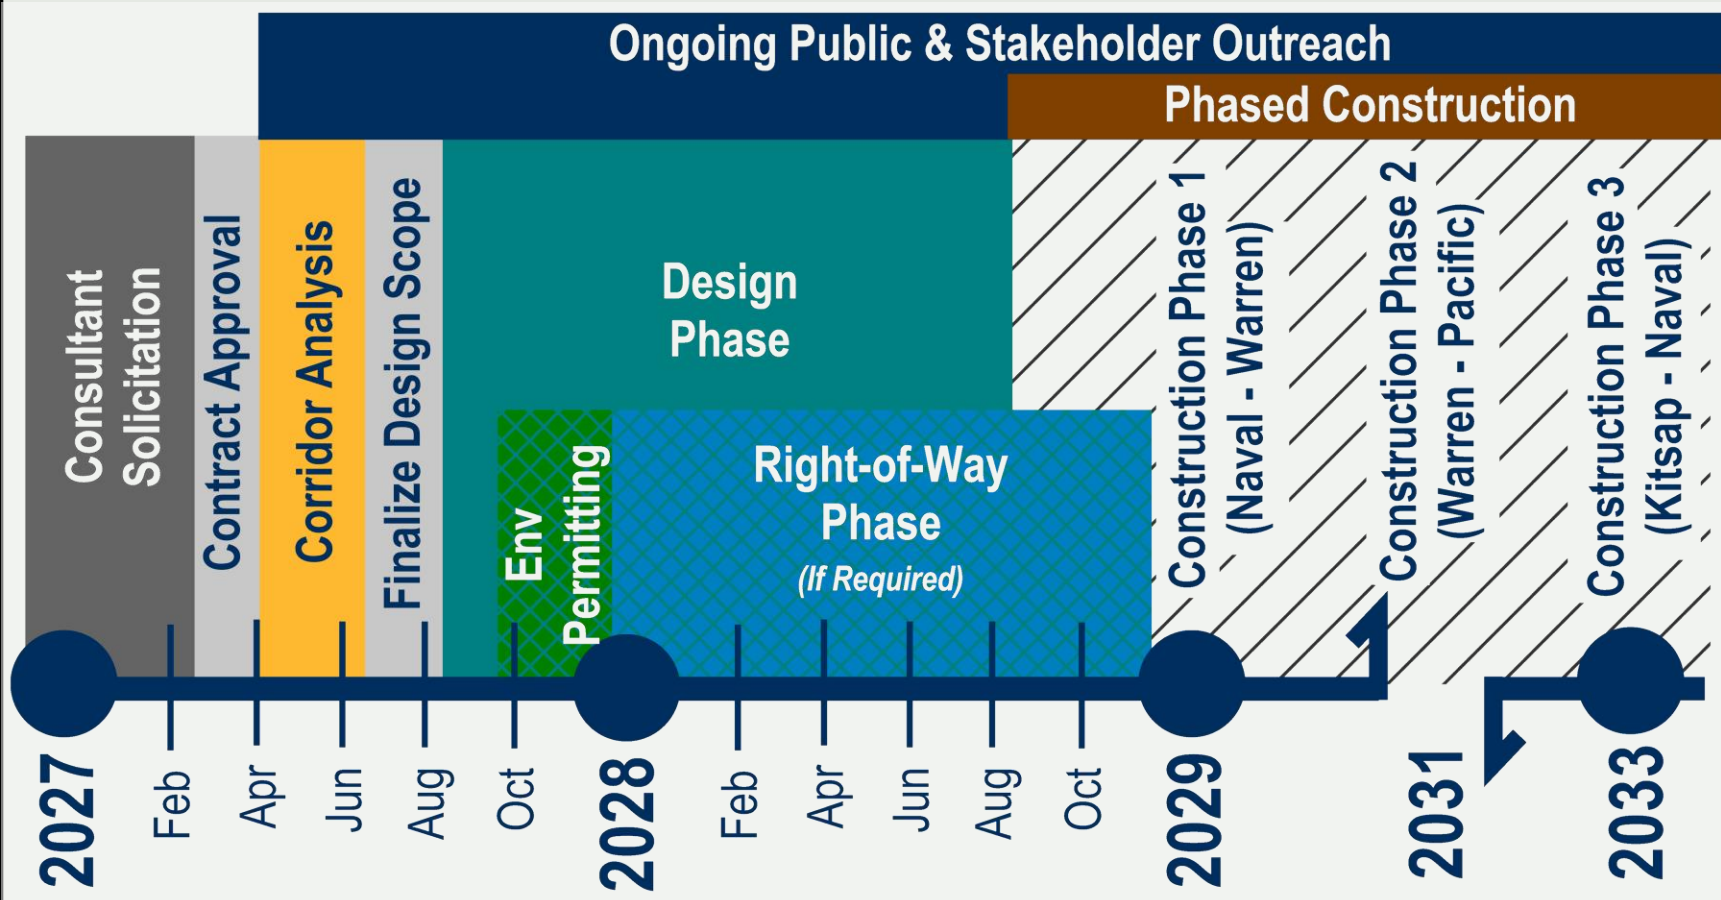 Ongoing Public & Stakeholder Outreach
Phased Construction
Consultant
Solicitation
Contract Approval
Corridor Analysis
Finalize Design Scope
Design
Phase
Env
Permitting
Right-of-Way
Phase
(If Required)
Construction Phase 1
(Naval - Warren)
Construction Phase 2
(Warren - Pacific)
Construction Phase 3
(Kitsap - Naval)
2027
Feb
Apr
Jun
Aug
Oct
2028
Feb
Apr
Jun
Aug
Oct
2029
2031
2033